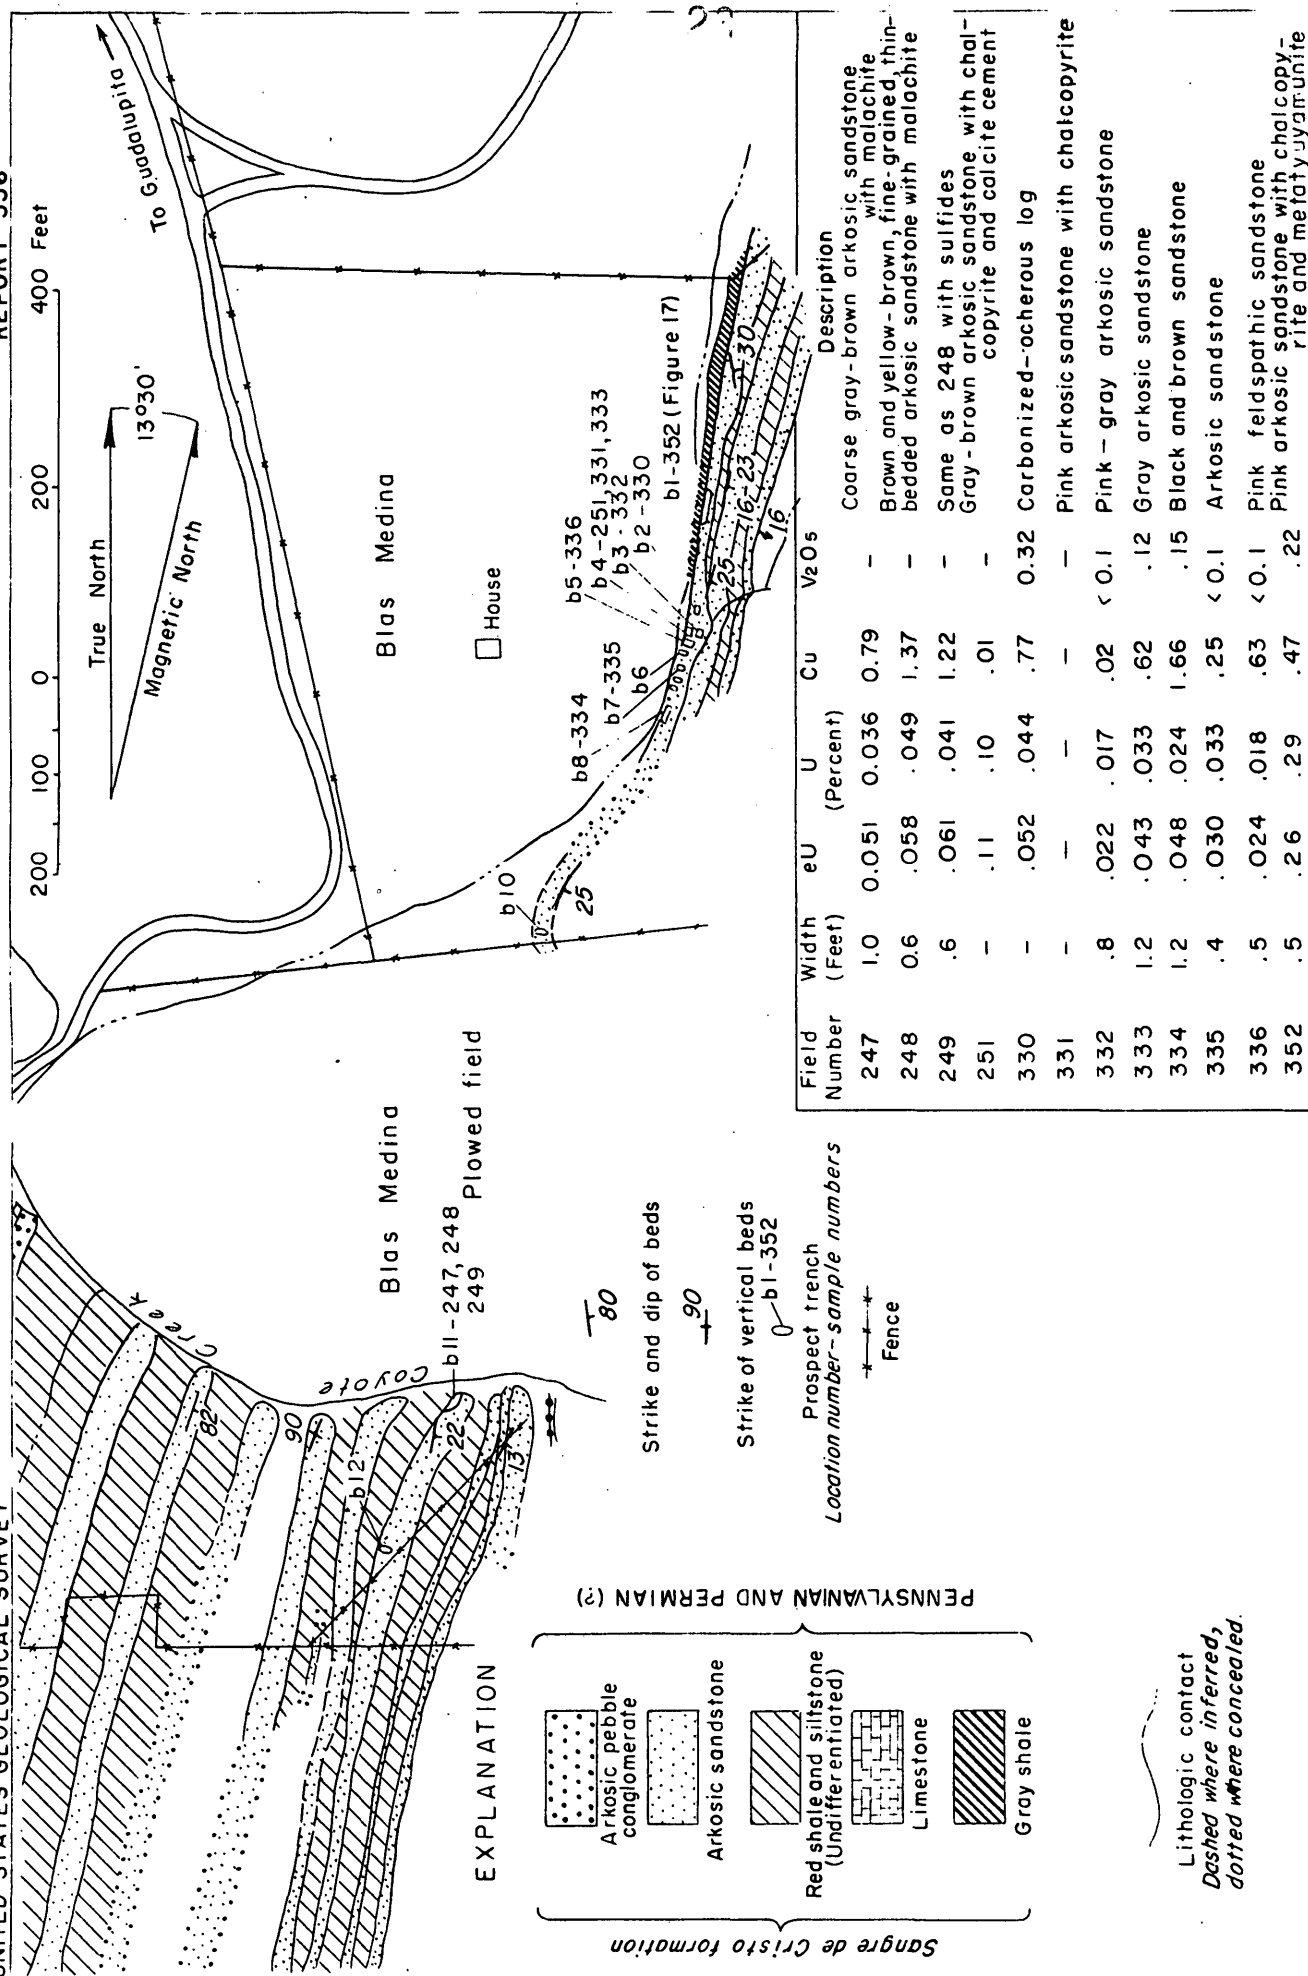 UNITED STATES GEOLOGICAL SURVEY
REPORT 356
400 Feet
200
0
100
200
True North
Magnetic North
13°30'
To Guadalupita
Blas Medina
House
b5-336
b4-251,331,333
b3-332
b2-330
b1-352 (Figure 17)
b8-334
b7-335
b6
b10
25
25
16-23
30
16
Creek
Coyote
82
90
b12
22
13
Blas Medina
b11-247, 248
249 Plowed field
EXPLANATION
Arkosic pebble
conglomerate
Arkosic sandstone
Red shale and siltstone
(Undifferentiated)
Limestone
Gray shale
Sangre de Cristo formation
PENNSYLVANIAN AND PERMIAN (?)
80
Strike and dip of beds
90
Strike of vertical beds
b1-352
Prospect trench
Location number-sample numbers
Fence
Lithologic contact
Dashed where inferred,
dotted where concealed.
Field Number Width (Feet) eU U Cu V2O5 Description
(Percent)
247 1.0 0.051 0.036 0.79 – Coarse gray-brown arkosic sandstone
with malachite
248 0.6 .058 .049 1.37 – Brown and yellow-brown, fine-grained, thin-
bedded arkosic sandstone with malachite
249 .6 .061 .041 1.22 – Same as 248 with sulfides
251 – .11 .10 .01 – Gray-brown arkosic sandstone with chal-
copyrite and calcite cement
330 – .052 .044 .77 0.32 Carbonized-ocherous log
331 – – – – – Pink arkosic sandstone with chalcopyrite
332 .8 .022 .017 .02 <0.1 Pink-gray arkosic sandstone
333 1.2 .043 .033 .62 .12 Gray arkosic sandstone
334 1.2 .048 .024 1.66 .15 Black and brown sandstone
335 .4 .030 .033 .25 <0.1 Arkosic sandstone
336 .5 .024 .018 .63 <0.1 Pink feldspathic sandstone
352 .5 .26 .29 .47 .22 Pink arkosic sandstone with chalcopy-
rite and metatyuyamunite